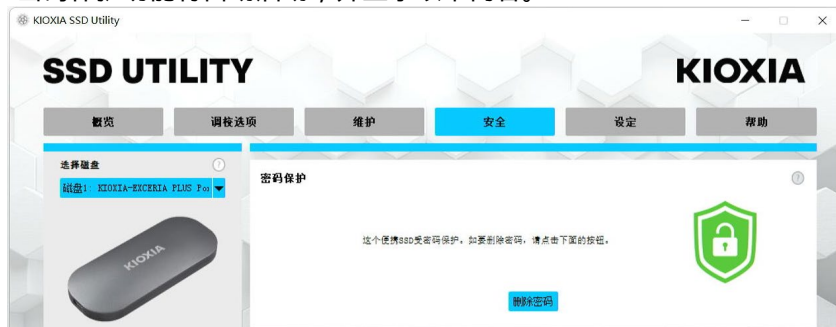 KIOXIA SSD Utility
SSD UTILITY
KIOXIA
概览 调校选项 维护 安全 设定 帮助
选择磁盘
磁盘1: KIOXIA-EXCERIA PLUS Po
密码保护
这个便携SSD受密码保护。如要删除密码，请点击下面的按钮。
KIOXIA
删除密码